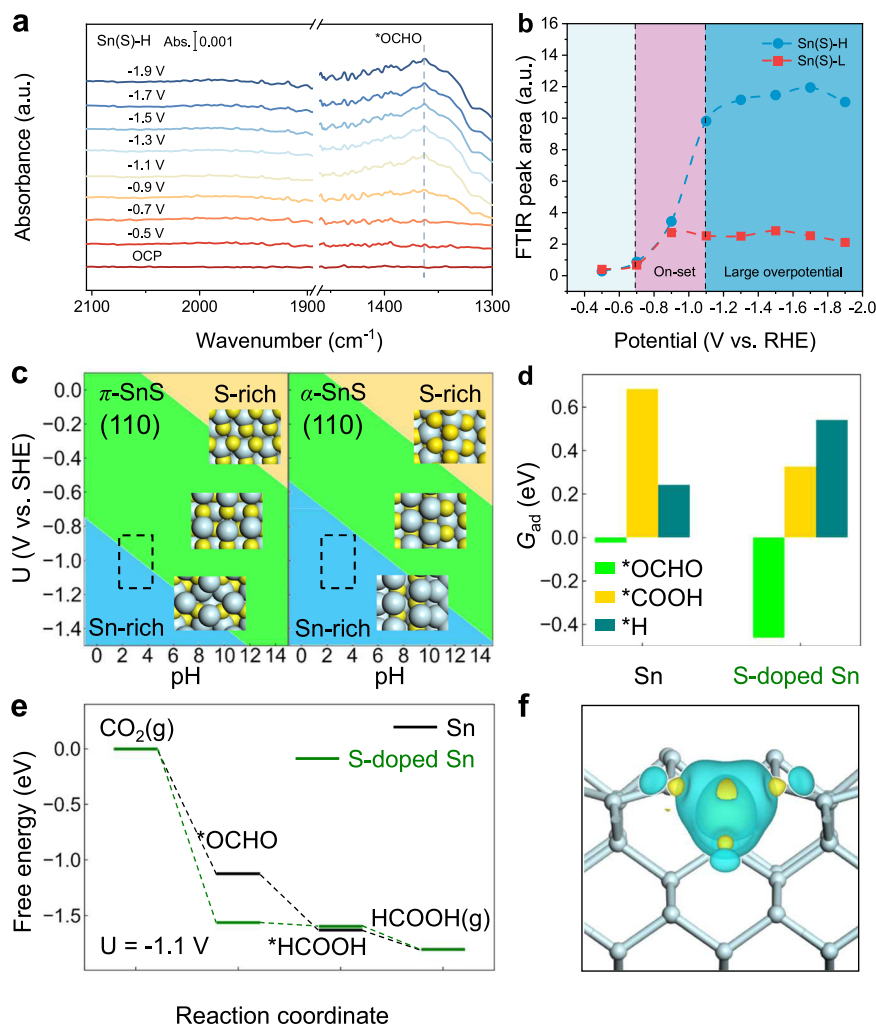 a
Sn(S)-H Abs. 0.001 *OCHO
-1.9 V
-1.7 V
-1.5 V
-1.3 V
-1.1 V
-0.9 V
-0.7 V
-0.5 V
OCP
Absorbance (a.u.)
2100 2000 1900 1400 1300
Wavenumber (cm⁻¹)
b
16
14
12
10
8
6
4
2
0
FTIR peak area (a.u.)
Sn(S)-H
Sn(S)-L
On-set Large overpotential
-0.4 -0.6 -0.8 -1.0 -1.2 -1.4 -1.6 -1.8 -2.0
Potential (V vs. RHE)
c
U (V vs. SHE)
0.0
−0.2
−0.4
−0.6
−0.8
−1.0
−1.2
−1.4
π-SnS
(110)
S-rich
Sn-rich
α-SnS
(110)
S-rich
Sn-rich
0 2 4 6 8 10 12 14 0 2 4 6 8 10 12 14
pH pH
d
G_ad (eV)
0.6
0.4
0.2
0.0
−0.2
−0.4
*OCHO
*COOH
*H
Sn S-doped Sn
e
Free energy (eV)
0.0
−0.5
−1.0
−1.5
CO₂(g)
Sn
S-doped Sn
*OCHO
HCOOH(g)
*HCOOH
U = -1.1 V
Reaction coordinate
f